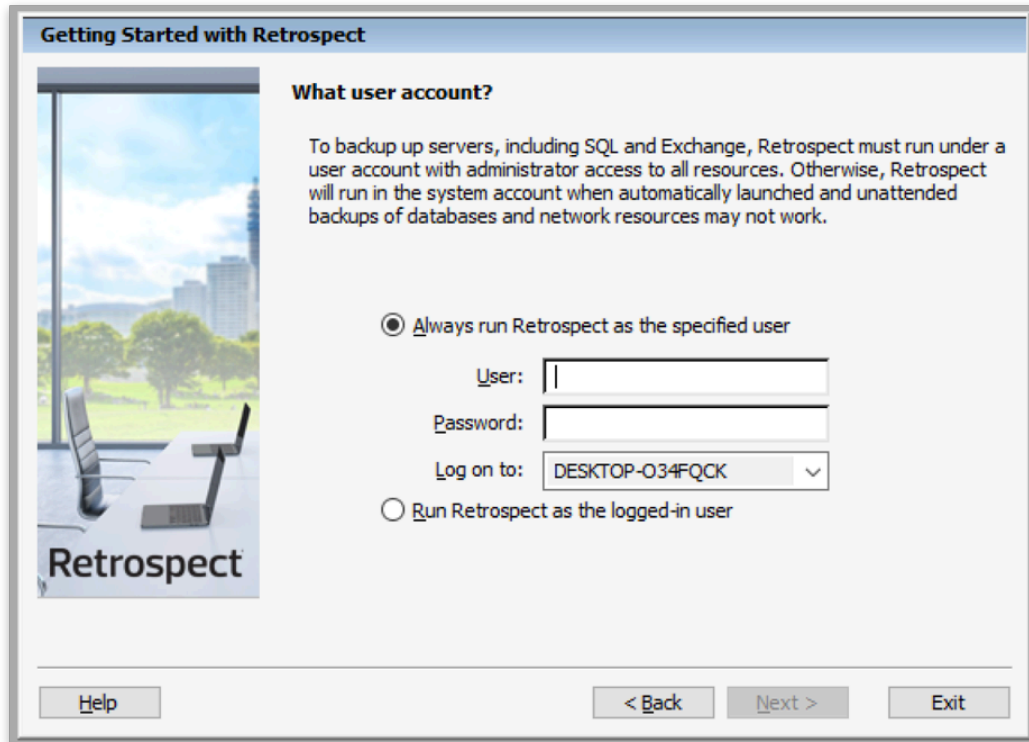 Getting Started with Retrospect
What user account?
To backup up servers, including SQL and Exchange, Retrospect must run under a
user account with administrator access to all resources. Otherwise, Retrospect
will run in the system account when automatically launched and unattended
backups of databases and network resources may not work.
Always run Retrospect as the specified user
User:
Password:
Log on to: DESKTOP-O34FQCK
Run Retrospect as the logged-in user
Retrospect
Help < Back Next > Exit